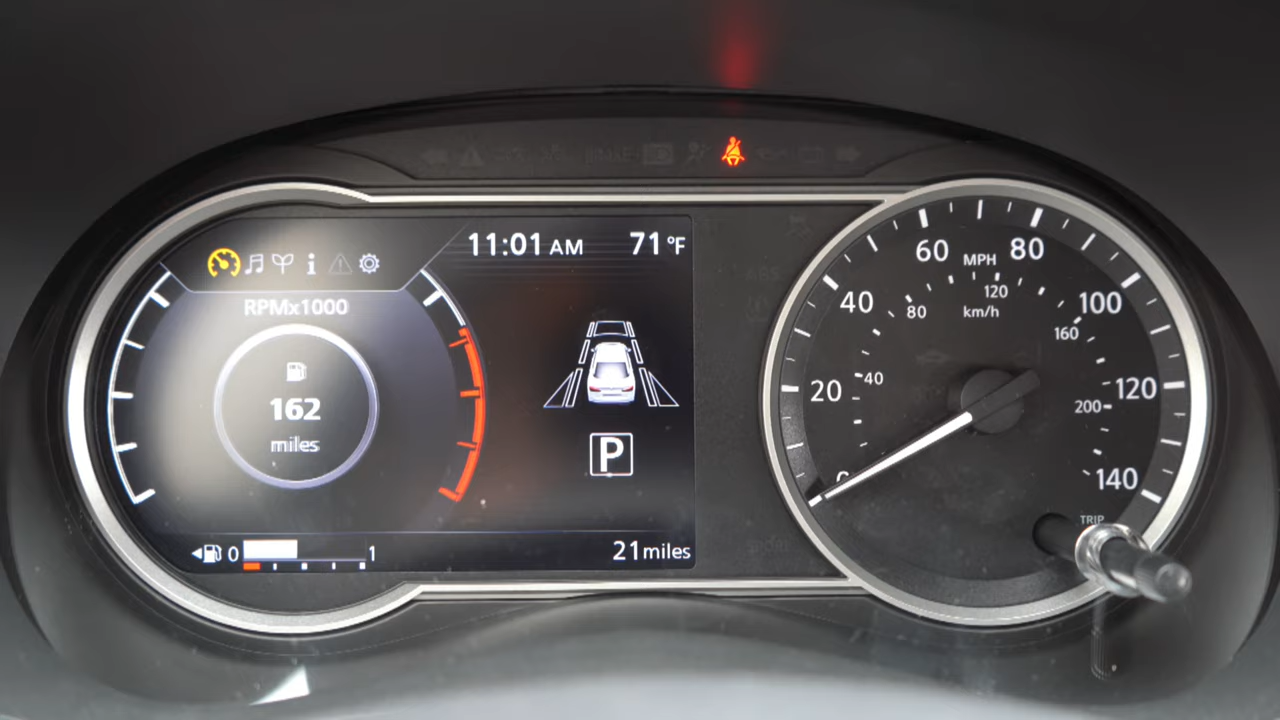 11:01 AM 71°F
RPMx1000
162
miles
P
0 1
21 miles
60 MPH 80
40 80 120 100
km/h
160
20 40 120
200
0 140
TRIP